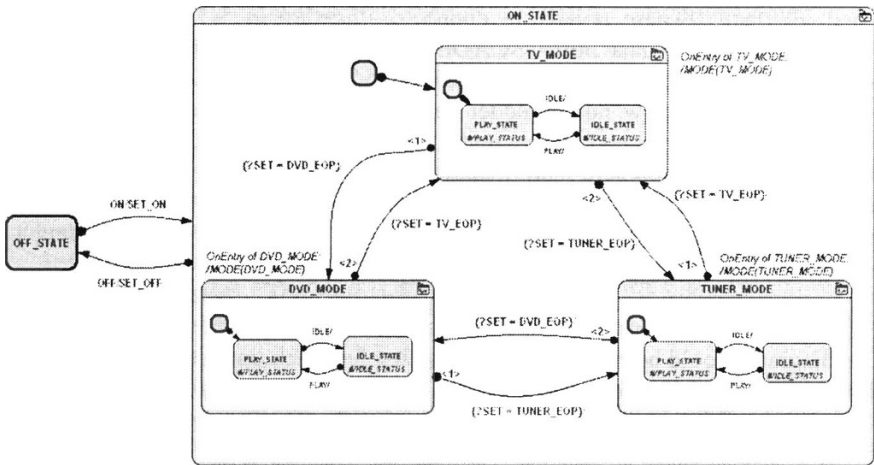 ON_STATE
TV_MODE
OnEntry of TV_MODE:
/MODE(TV_MODE)
IDLE/
PLAY_STATE
#/PLAY_STATUS
IDLE_STATE
#/IDLE_STATUS
PLAY/
<1>
{?SET = DVD_EOP}
<2>
{?SET = TV_EOP}
ON/SET_ON
{?SET = TV_EOP}
OFF_STATE
{?SET = TUNER_EOP}
OFF/SET_OFF
OnEntry of DVD_MODE:
/MODE(DVD_MODE)
<2>
<1>
OnEntry of TUNER_MODE:
/MODE(TUNER_MODE)
DVD_MODE
TUNER_MODE
{?SET = DVD_EOP}
<2>
IDLE/
PLAY_STATE
#/PLAY_STATUS
IDLE_STATE
#/IDLE_STATUS
PLAY/
<1>
{?SET = TUNER_EOP}
IDLE/
PLAY_STATE
#/PLAY_STATUS
IDLE_STATE
#/IDLE_STATUS
PLAY/